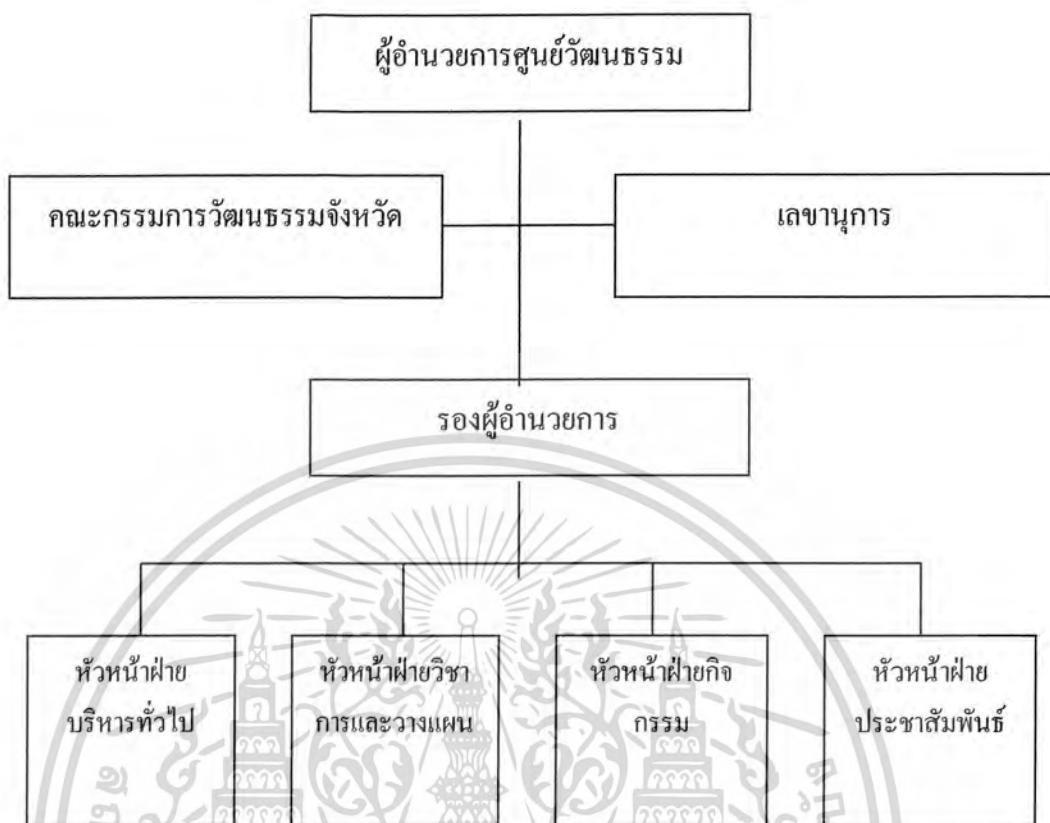 ผู้อำนวยการศูนย์วัฒนธรรม
คณะกรรมการวัฒนธรรมจังหวัด
เลขานุการ
รองผู้อำนวยการ
หัวหน้าฝ่าย
บริหารทั่วไป
หัวหน้าฝ่ายวิชา
การและวางแผน
หัวหน้าฝ่ายกิจ
กรรม
หัวหน้าฝ่าย
ประชาสัมพันธ์